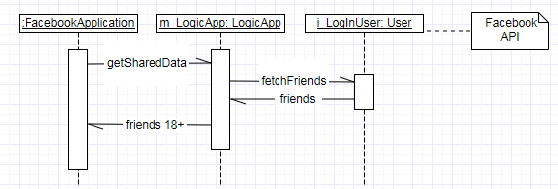 :FacebookApplication
m_LogicApp: LogicApp
i_LogInUser: User
Facebook
API
getSharedData
fetchFriends
friends
friends 18+